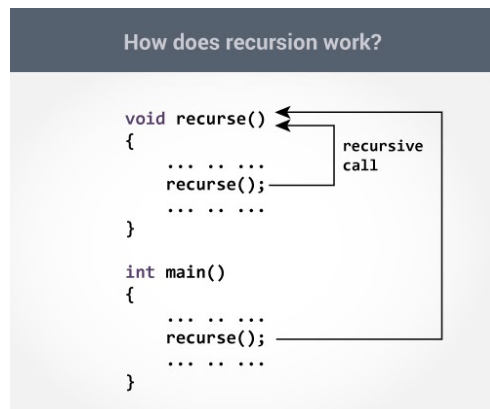 How does recursion work?
void recurse()
{
... .. ...
recurse();
... .. ...
}
recursive
call
int main()
{
... .. ...
recurse();
... .. ...
}